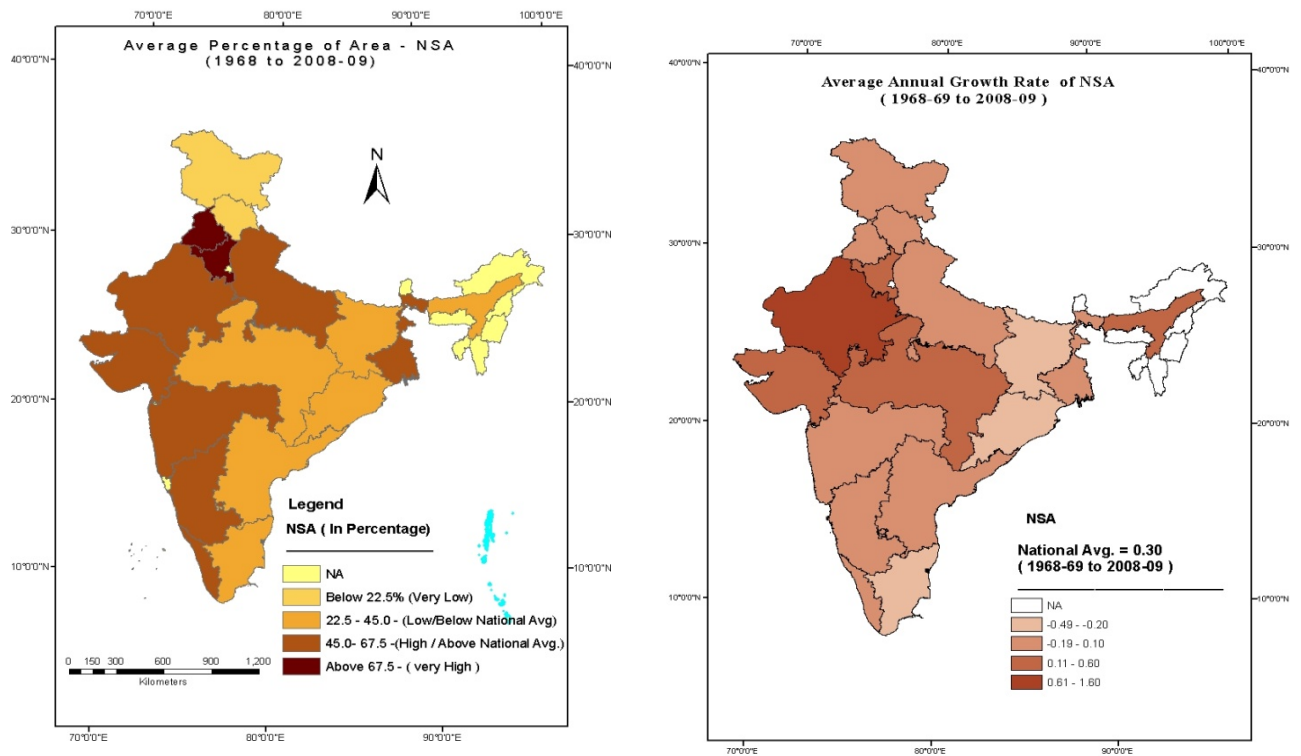 70°0'0"E 80°0'0"E 90°0'0"E 100°0'0"E
Average Percentage of Area - NSA
(1968 to 2008-09)
40°0'0"N
40°0'0"N
N
30°0'0"N
30°0'0"N
20°0'0"N
20°0'0"N
10°0'0"N
10°0'0"N
Legend
NSA ( In Percentage)
NA
Below 22.5% (Very Low)
22.5 - 45.0 - (Low/Below National Avg)
45.0- 67.5 -(High / Above National Avg.)
Above 67.5 - ( very High )
0 150 300 600 900 1,200
Kilometers
70°0'0"E 80°0'0"E 90°0'0"E
70°0'0"E 80°0'0"E 90°0'0"E 100°0'0"E
Average Annual Growth Rate of NSA
( 1968-69 to 2008-09 )
40°0'0"N
40°0'0"N
30°0'0"N
30°0'0"N
20°0'0"N
20°0'0"N
10°0'0"N
10°0'0"N
NSA
National Avg. = 0.30
( 1968-69 to 2008-09 )
NA
-0.49 - -0.20
-0.19 - 0.10
0.11 - 0.60
0.61 - 1.60
70°0'0"E 80°0'0"E 90°0'0"E